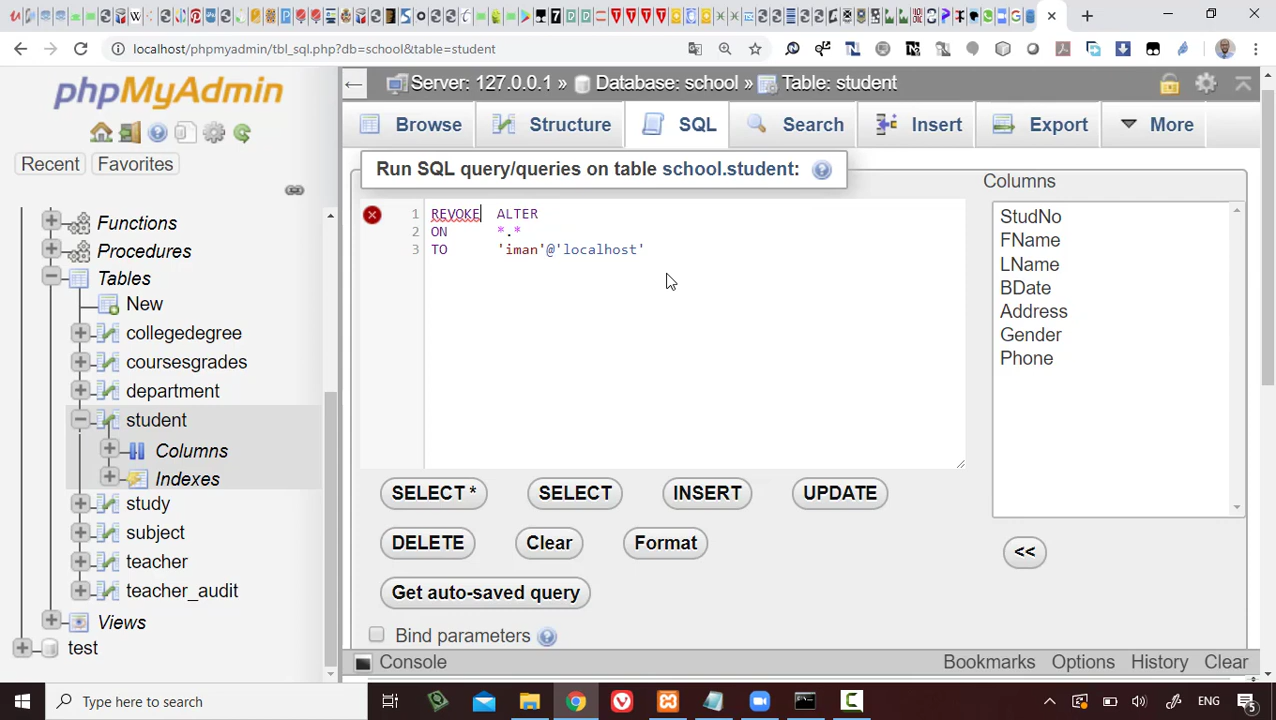 localhost/phpmyadmin/tbl_sql.php?db=school&table=student
phpMyAdmin
Recent Favorites
Functions
Procedures
Tables
New
collegedegree
coursesgrades
department
student
Columns
Indexes
study
subject
teacher
teacher_audit
Views
test
Server: 127.0.0.1 » Database: school » Table: student
Browse Structure SQL Search Insert Export More
Run SQL query/queries on table school.student:
1 REVOKE ALTER
2 ON *.*
3 TO 'iman'@'localhost'
Columns
StudNo
FName
LName
BDate
Address
Gender
Phone
<<
SELECT * SELECT INSERT UPDATE
DELETE Clear Format
Get auto-saved query
Bind parameters
Console Bookmarks Options History Clear
Type here to search
ENG
5